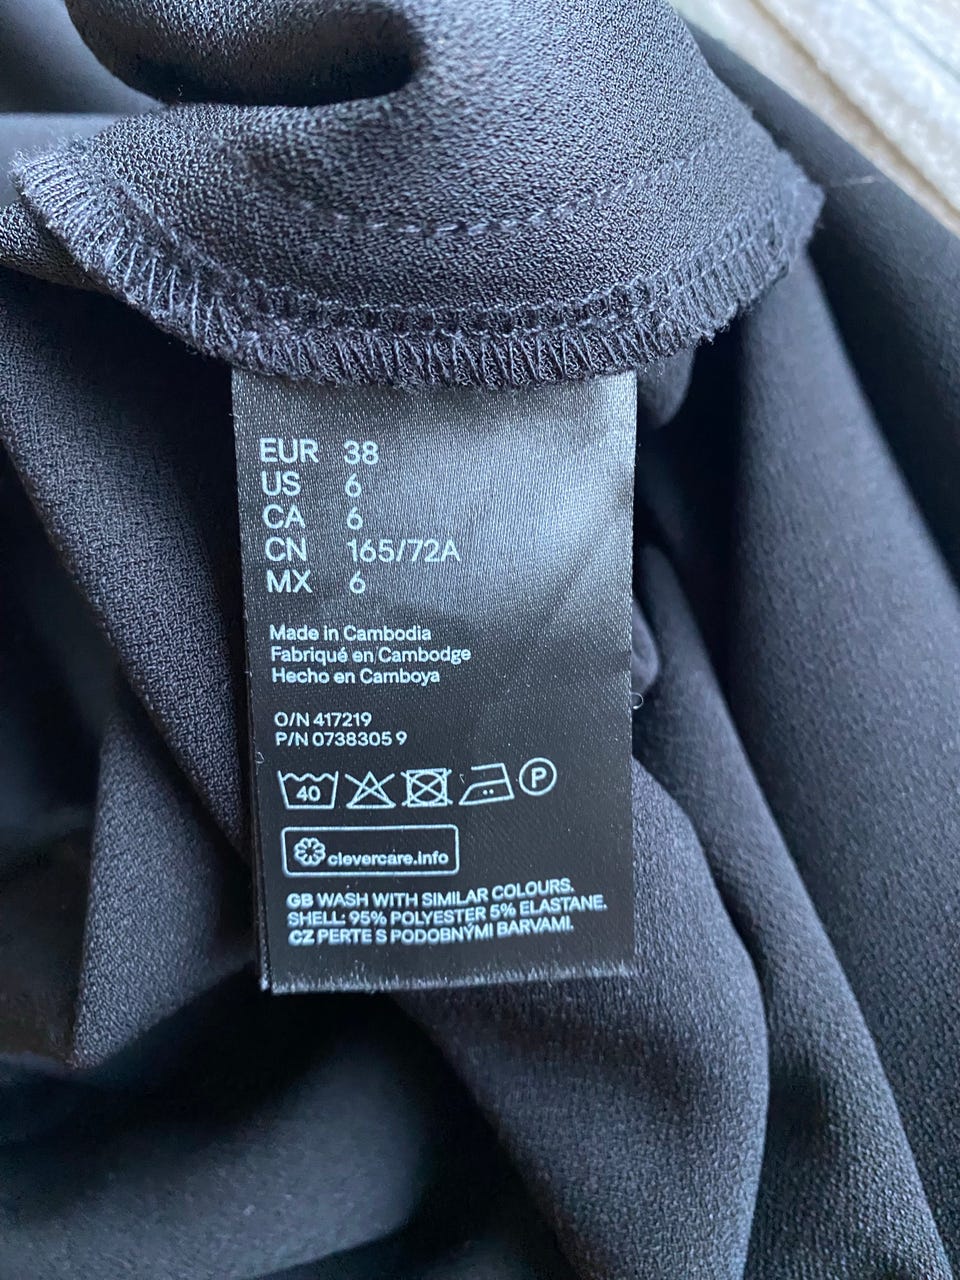 EUR 38
US 6
CA 6
CN 165/72A
MX 6
Made in Cambodia
Fabriqué en Cambodge
Hecho en Camboya
O/N 417219
P/N 0738305 9
40 P
clevercare.info
GB WASH WITH SIMILAR COLOURS.
SHELL: 95% POLYESTER 5% ELASTANE.
CZ PERTE S PODOBNÝMI BARVAMI.